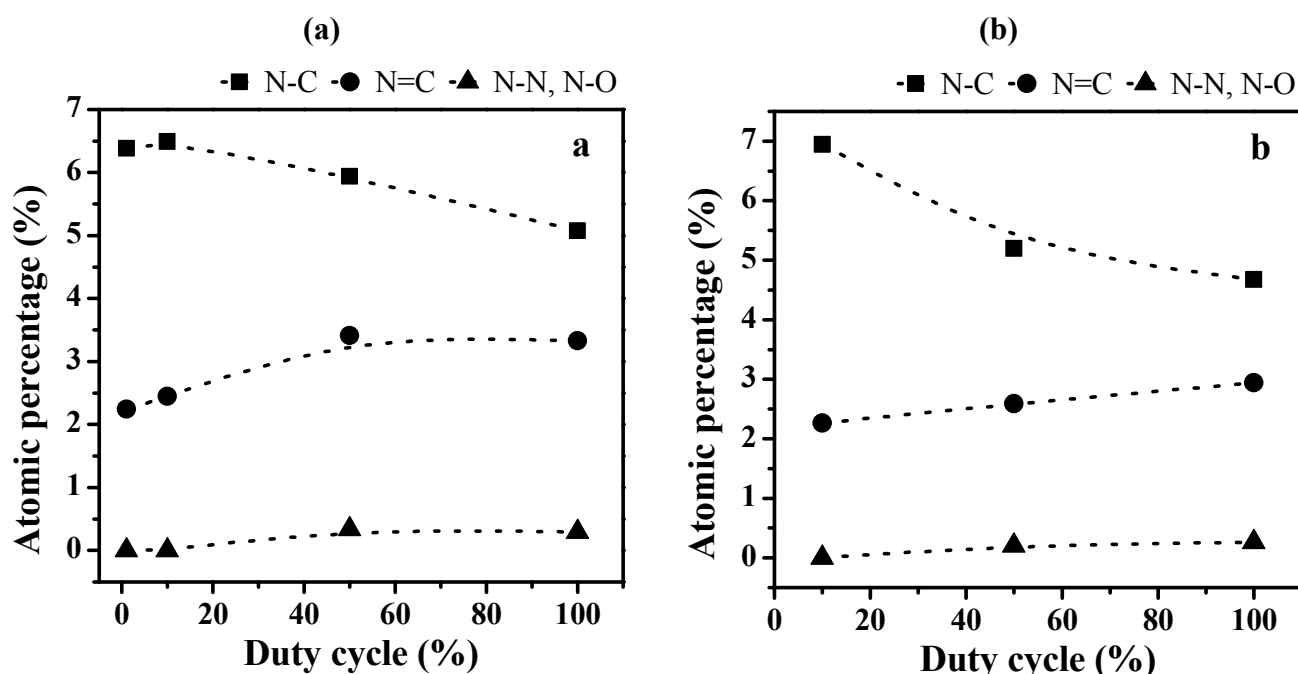 (a)
N-C N=C N-N, N-O
a
Atomic percentage (%)
7
6
5
4
3
2
1
0
0 20 40 60 80 100
Duty cycle (%)
(b)
N-C N=C N-N, N-O
b
Atomic percentage (%)
7
6
5
4
3
2
1
0
0 20 40 60 80 100
Duty cycle (%)